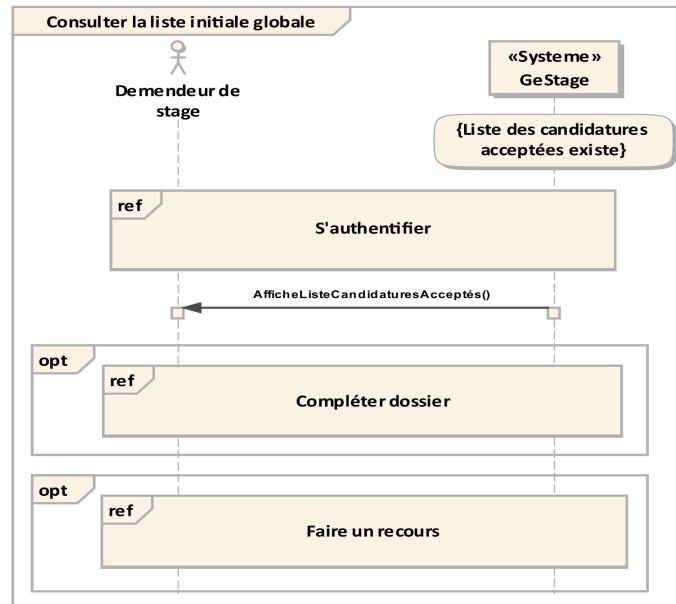 Consulter la liste initiale globale
Demendeur de
stage
«Systeme»
GeStage
{Liste des candidatures
acceptées existe}
ref
S'authentifier
AfficheListeCandidaturesAcceptés()
opt
ref
Compléter dossier
opt
ref
Faire un recours